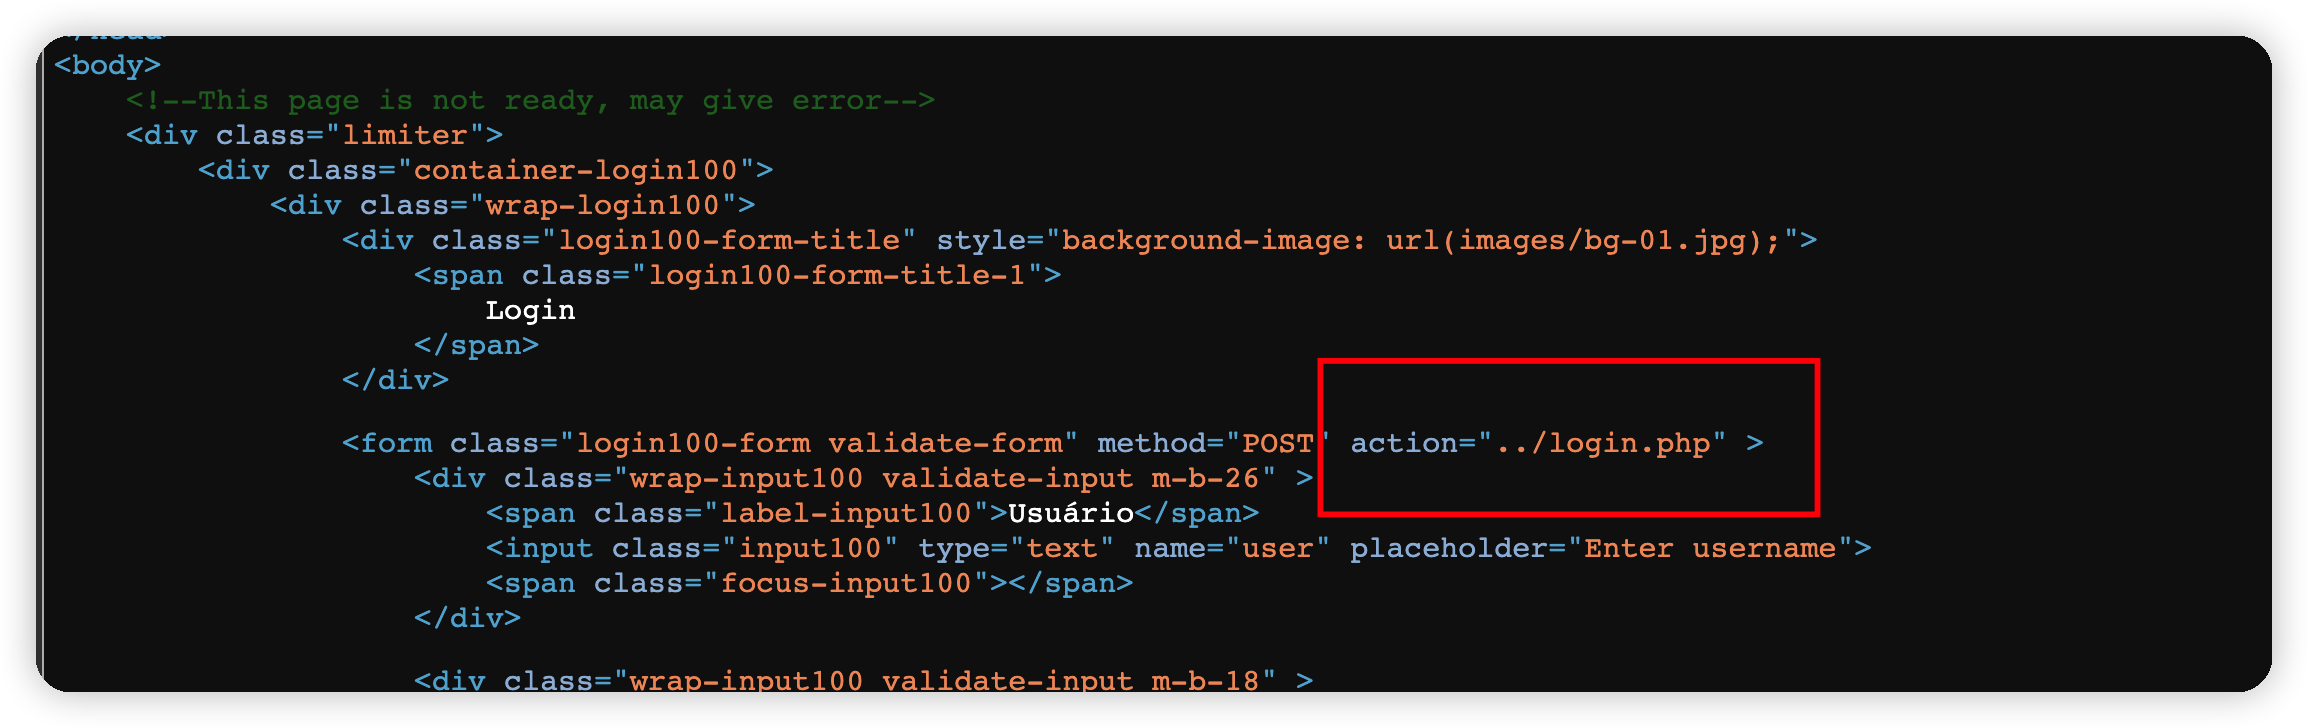 <body>
<!--This page is not ready, may give error-->
<div class="limiter">
<div class="container-login100">
<div class="wrap-login100">
<div class="login100-form-title" style="background-image: url(images/bg-01.jpg);">
<span class="login100-form-title-1">
Login
</span>
</div>
<form class="login100-form validate-form" method="POST" action="../login.php" >
<div class="wrap-input100 validate-input m-b-26" >
<span class="label-input100">Usuário</span>
<input class="input100" type="text" name="user" placeholder="Enter username">
<span class="focus-input100"></span>
</div>
<div class="wrap-input100 validate-input m-b-18" >